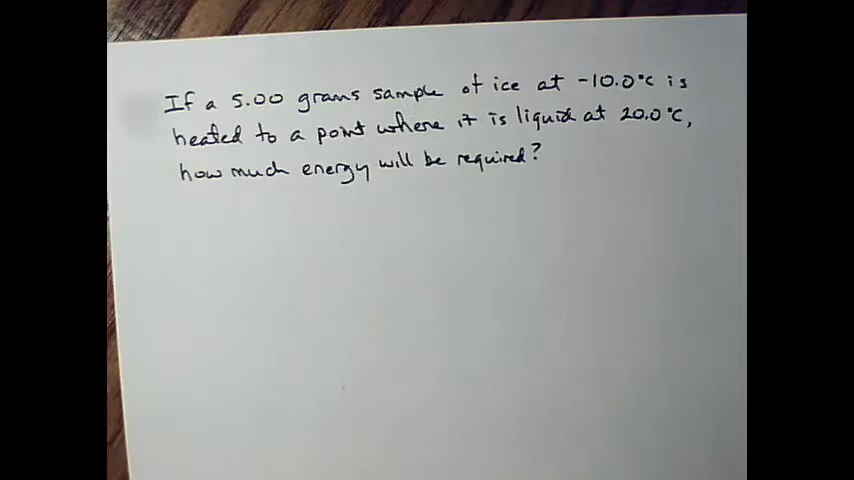 If a 5.00 grams sample of ice at -10.0°C is
heated to a point where it is liquid at 20.0°C,
how much energy will be required?